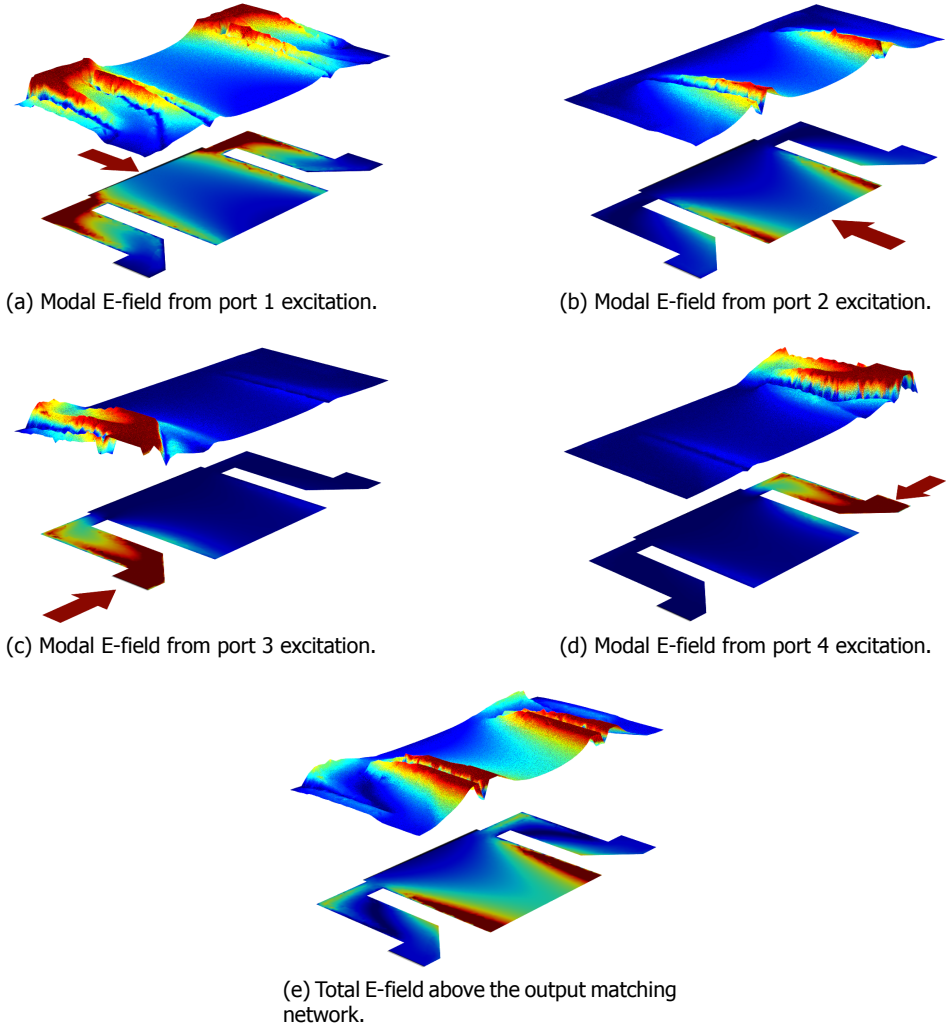 (a) Modal E-field from port 1 excitation.
(b) Modal E-field from port 2 excitation.
(c) Modal E-field from port 3 excitation.
(d) Modal E-field from port 4 excitation.
(e) Total E-field above the output matching
network.